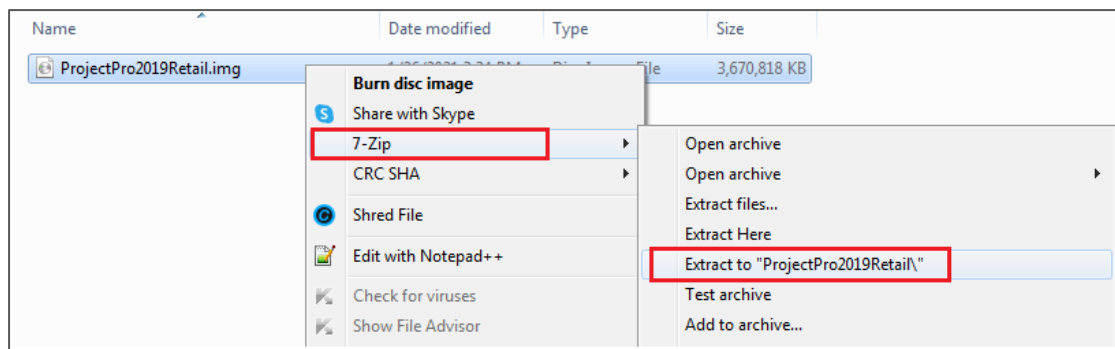 Name Date modified Type Size
ProjectPro2019Retail.img File 3,670,818 KB
Burn disc image
Share with Skype
7-Zip
CRC SHA
Shred File
Edit with Notepad++
Check for viruses
Show File Advisor
Open archive
Open archive
Extract files...
Extract Here
Extract to "ProjectPro2019Retail\"
Test archive
Add to archive...